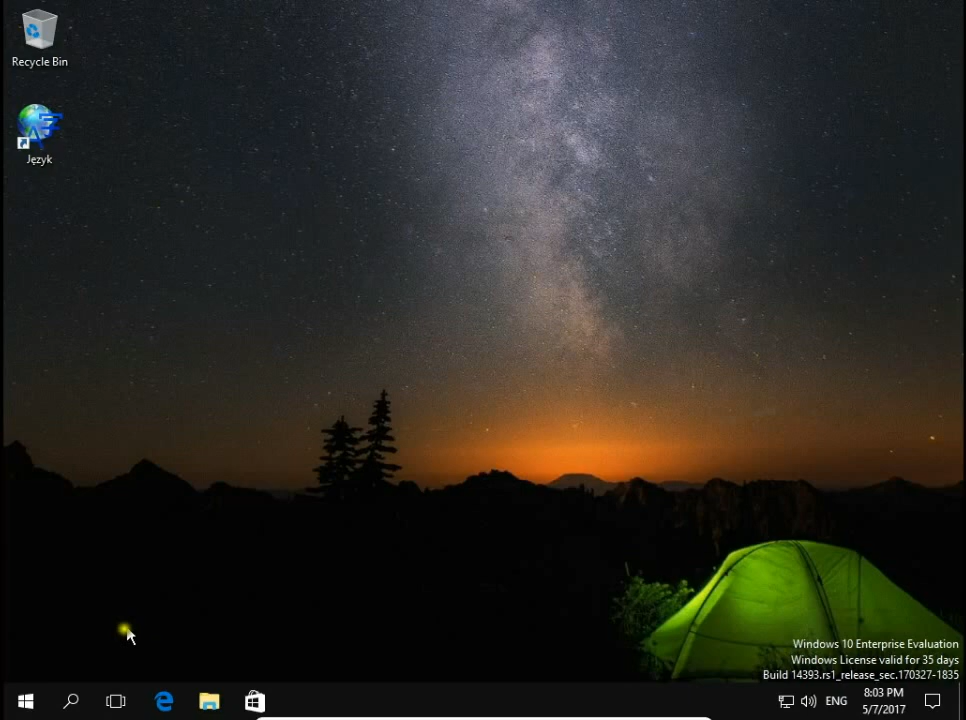 Recycle Bin
Język
Windows 10 Enterprise Evaluation
Windows License valid for 35 days
Build 14393.rs1_release_sec.170327-1835
ENG
8:03 PM
5/7/2017